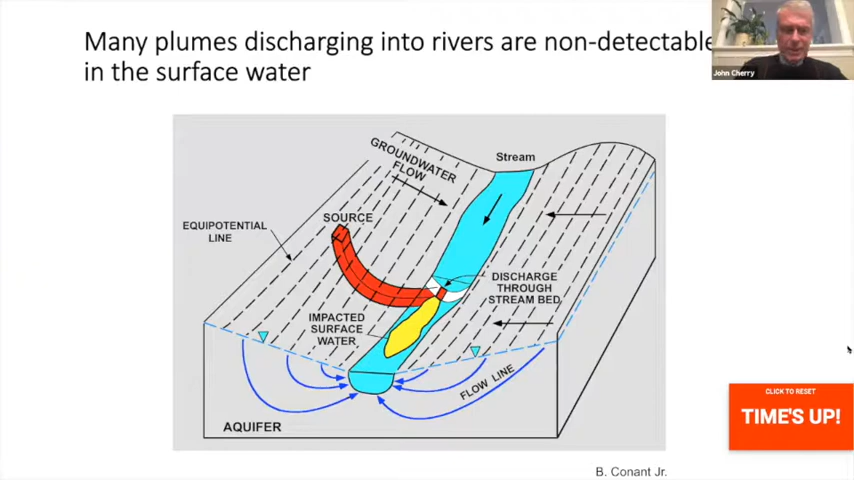 Many plumes discharging into rivers are non-detectable
in the surface water
John Cherry
Stream
GROUNDWATER
FLOW
EQUIPOTENTIAL
LINE
SOURCE
DISCHARGE
THROUGH
STREAM BED
IMPACTED
SURFACE
WATER
FLOW LINE
AQUIFER
CLICK TO RESET
TIME'S UP!
B. Conant Jr.